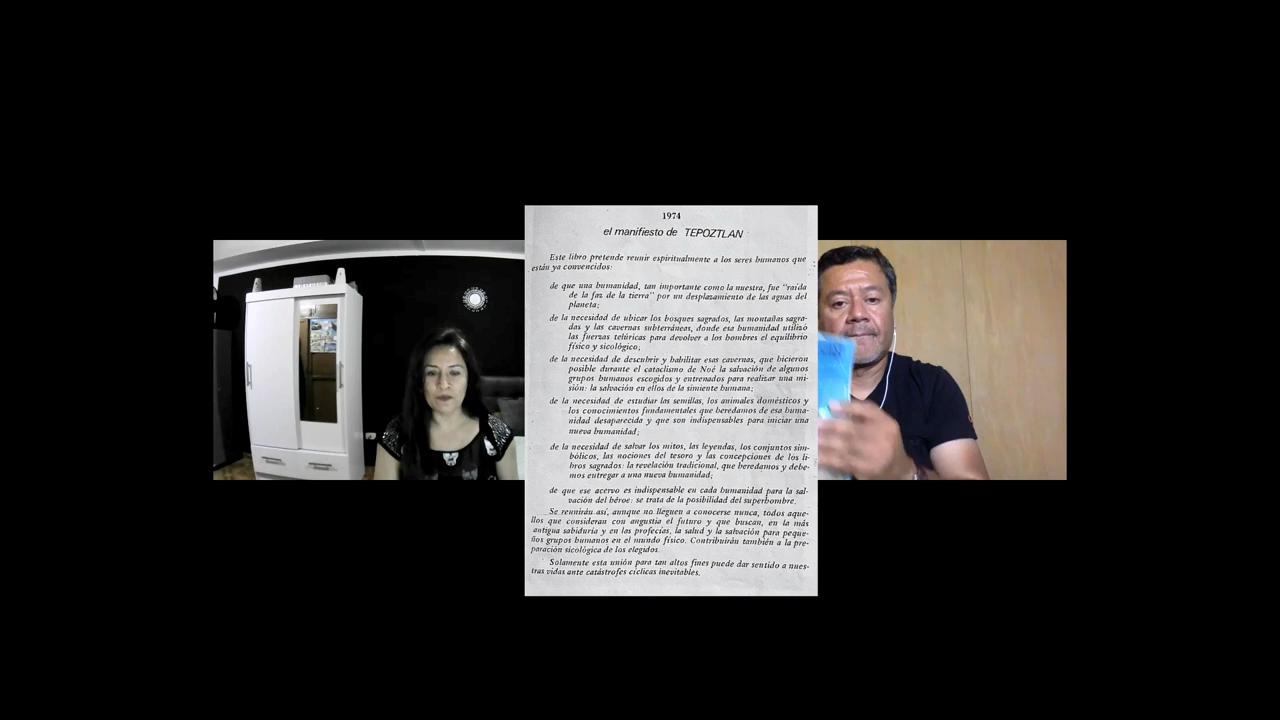 1974
el manifiesto de TEPOZTLAN
Este libro pretende reunir espiritualmente a los seres humanos que
están ya convencidos:
de que una humanidad, tan importante como la nuestra, fue "raída
de la faz de la tierra" por un desplazamiento de las aguas del
planeta;
de la necesidad de ubicar los bosques sagrados, las montañas sagra-
das y las cavernas subterráneas, donde esa humanidad utilizó
las fuerzas telúricas para devolver a los hombres el equilibrio
físico y sicológico;
de la necesidad de descubrir y habilitar esas cavernas, que hicieron
posible durante el cataclismo de Noé la salvación de algunos
grupos humanos escogidos y entrenados para realizar una mi-
sión: la salvación en ellos de la simiente humana;
de la necesidad de estudiar las semillas, los animales domésticos y
los conocimientos fundamentales que heredamos de esa huma-
nidad desaparecida y que son indispensables para iniciar una
nueva humanidad;
de la necesidad de salvar los mitos, las leyendas, los conjuntos sim-
bólicos, las nociones del tesoro y las concepciones de los li-
bros sagrados: la revelación tradicional, que heredamos y debe-
mos entregar a una nueva humanidad;
de que ese acervo es indispensable en cada humanidad para la sal-
vación del héroe: se trata de la posibilidad del superhombre.
Se reunirán así, aunque no lleguen a conocerse nunca, todos aque-
llos que consideran con angustia el futuro y que buscan, en la más
antigua sabiduría y en las profecías, la salud y la salvación para peque-
ños grupos humanos en el mundo físico. Contribuirán también a la pre-
paración sicológica de los elegidos.
Solamente esta unión para tan altos fines puede dar sentido a nues-
tras vidas ante catástrofes cíclicas inevitables.